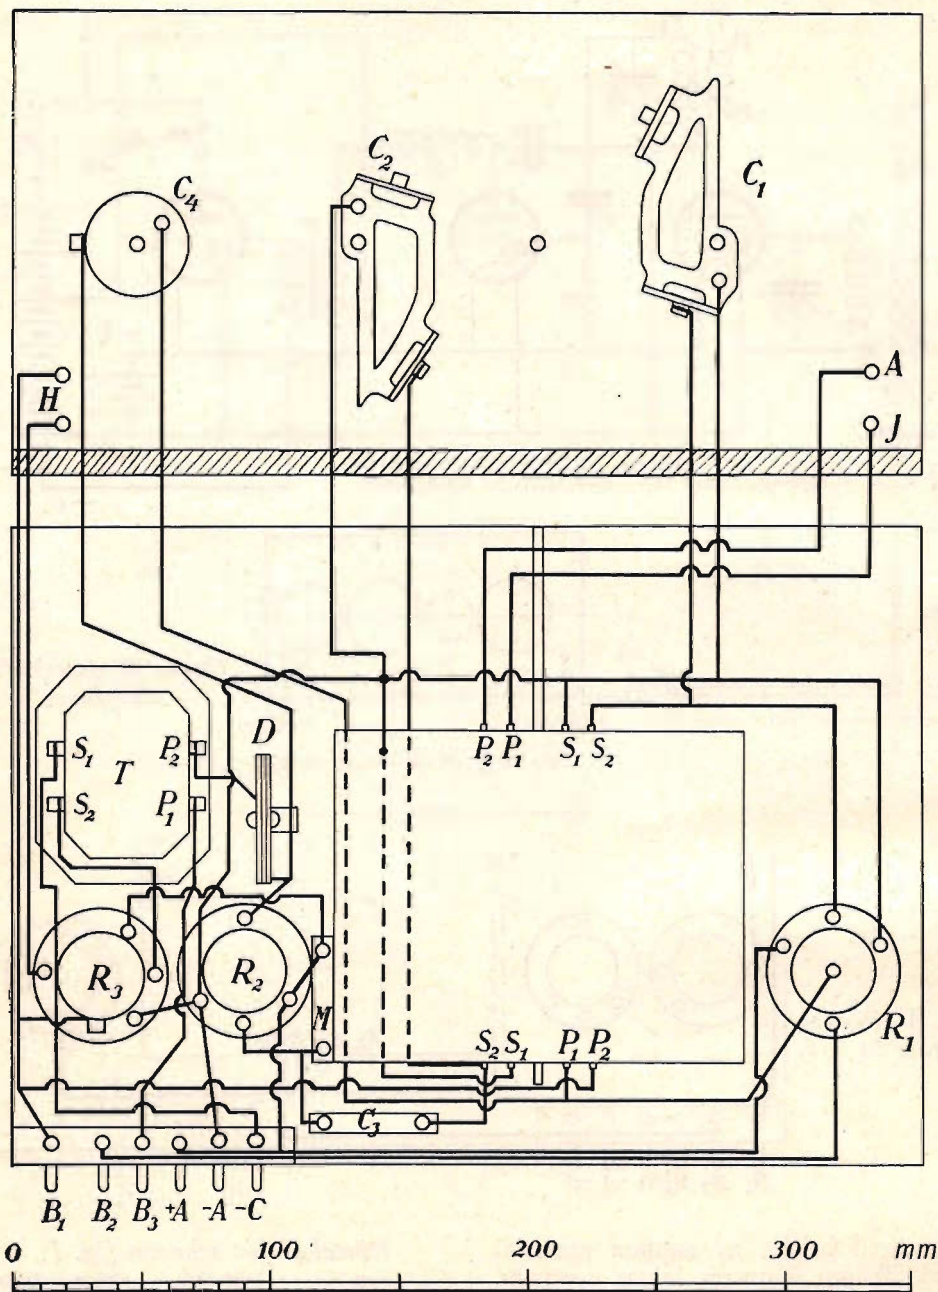 C₄
C₂
C₁
H
A
J
S₁ T P₂
S₂ P₁
D
P₂ P₁ S₁ S₂
R₃
R₂
M
R₁
S₂ S₁ P₁ P₂
C₃
B₁ B₂ B₃ +A -A -C
0 100 200 300 mm